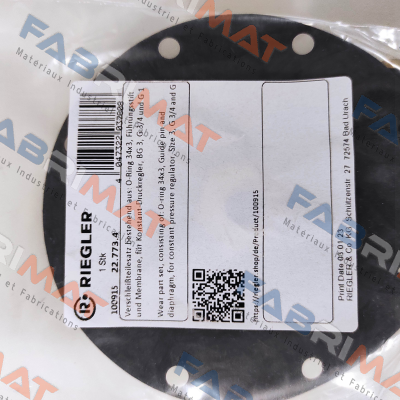 RIEGLER
1 Stk
100915 22.773.4
Verschleißteilesatz Bestehend aus: O-Ring 34x3, Führungsstift
und Membrane, für Konstant-Druckregler, BG 3, G 3/4 und G 1
Wear part set, consisting of: O-ring 34x3, Guide pin and
diaphragm, for constant pressure regulator, Size 3, G 3/4 and G
https://riegler.shop/de/Product/100915
Print Date 05.01.23
RIEGLER & Co. KG, Schützenstr. 27 72574 Bad Urach
FABRIMAT
Materiaux Industriels et Fabrications